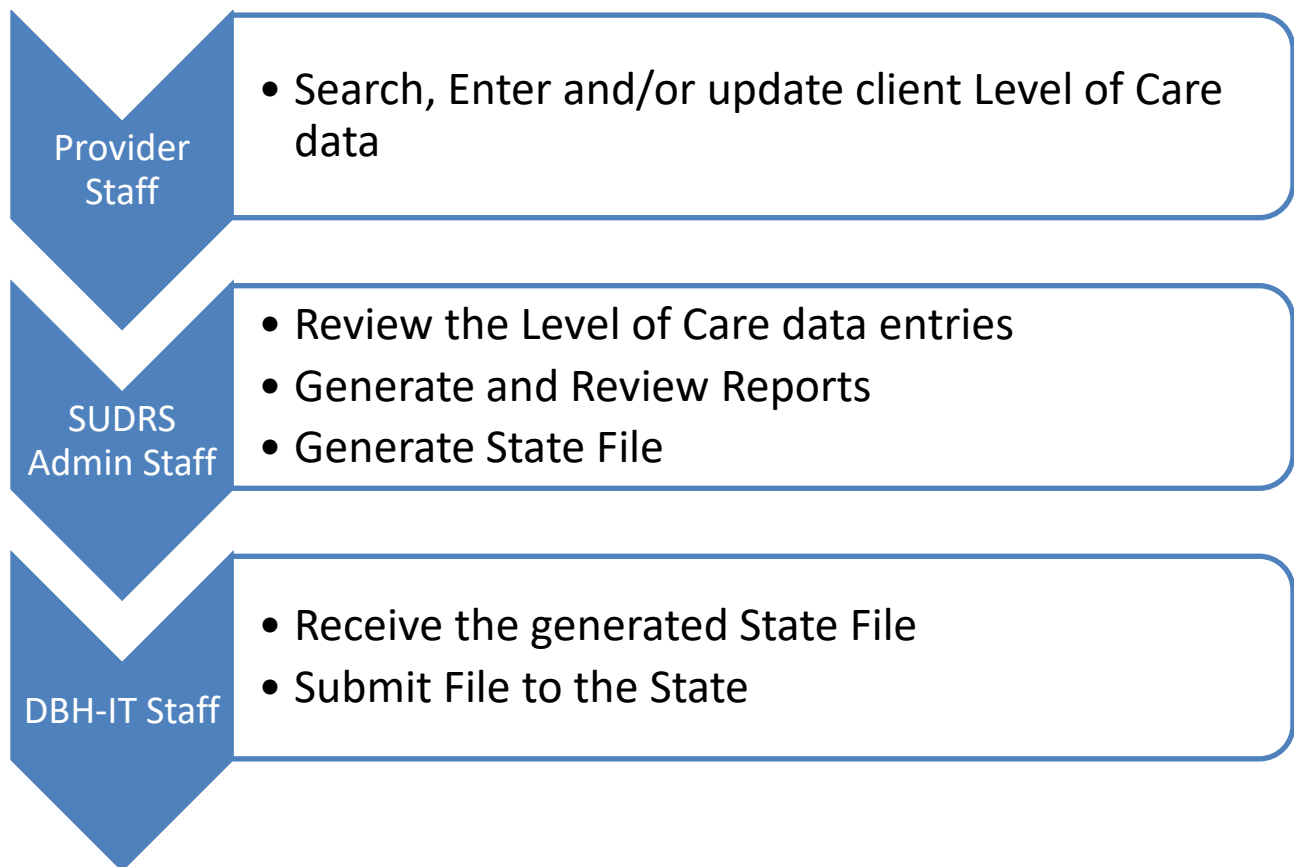 Provider
Staff
• Search, Enter and/or update client Level of Care
data
SUDRS
Admin Staff
• Review the Level of Care data entries
• Generate and Review Reports
• Generate State File
DBH-IT Staff
• Receive the generated State File
• Submit File to the State